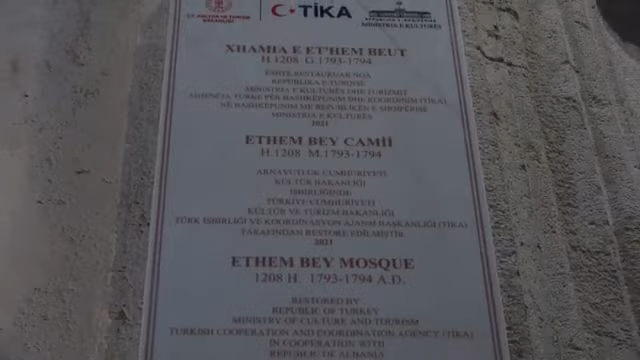 T.C. KÜLTÜR VE TURİZM
BAKANLIĞI
TİKA
MINISTRIA E KULTURËS
XHAMIA E ET'HEM BEUT
H.1208 G.1793-1794
ËSHTË RESTAURUAR NGA
REPUBLIKA E TURQISË
MINISTRIA E KULTURËS DHE TURIZMIT
AGJENCIA TURKE PËR BASHKËPUNIM DHE KOORDINIM (TİKA)
NË BASHKËPUNIM ME REPUBLIKËN E SHQIPËRISË
MINISTRIA E KULTURËS
2021
ETHEM BEY CAMİİ
H.1208 M.1793-1794
ARNAVUTLUK CUMHURİYETİ
KÜLTÜR BAKANLIĞI
İŞBİRLİĞİNDE
TÜRKİYE CUMHURİYETİ
KÜLTÜR VE TURİZM BAKANLIĞI
TÜRK İŞBİRLİĞİ VE KOORDİNASYON AJANSI BAŞKANLIĞI (TİKA)
TARAFINDAN RESTORE EDİLMİŞTİR
2021
ETHEM BEY MOSQUE
1208 H. 1793-1794 A.D.
RESTORED BY
REPUBLIC OF TURKEY
MINISTRY OF CULTURE AND TOURISM
TURKISH COOPERATION AND COORDINATION AGENCY (TİKA)
IN COOPERATION WITH
REPUBLIC OF ALBANIA